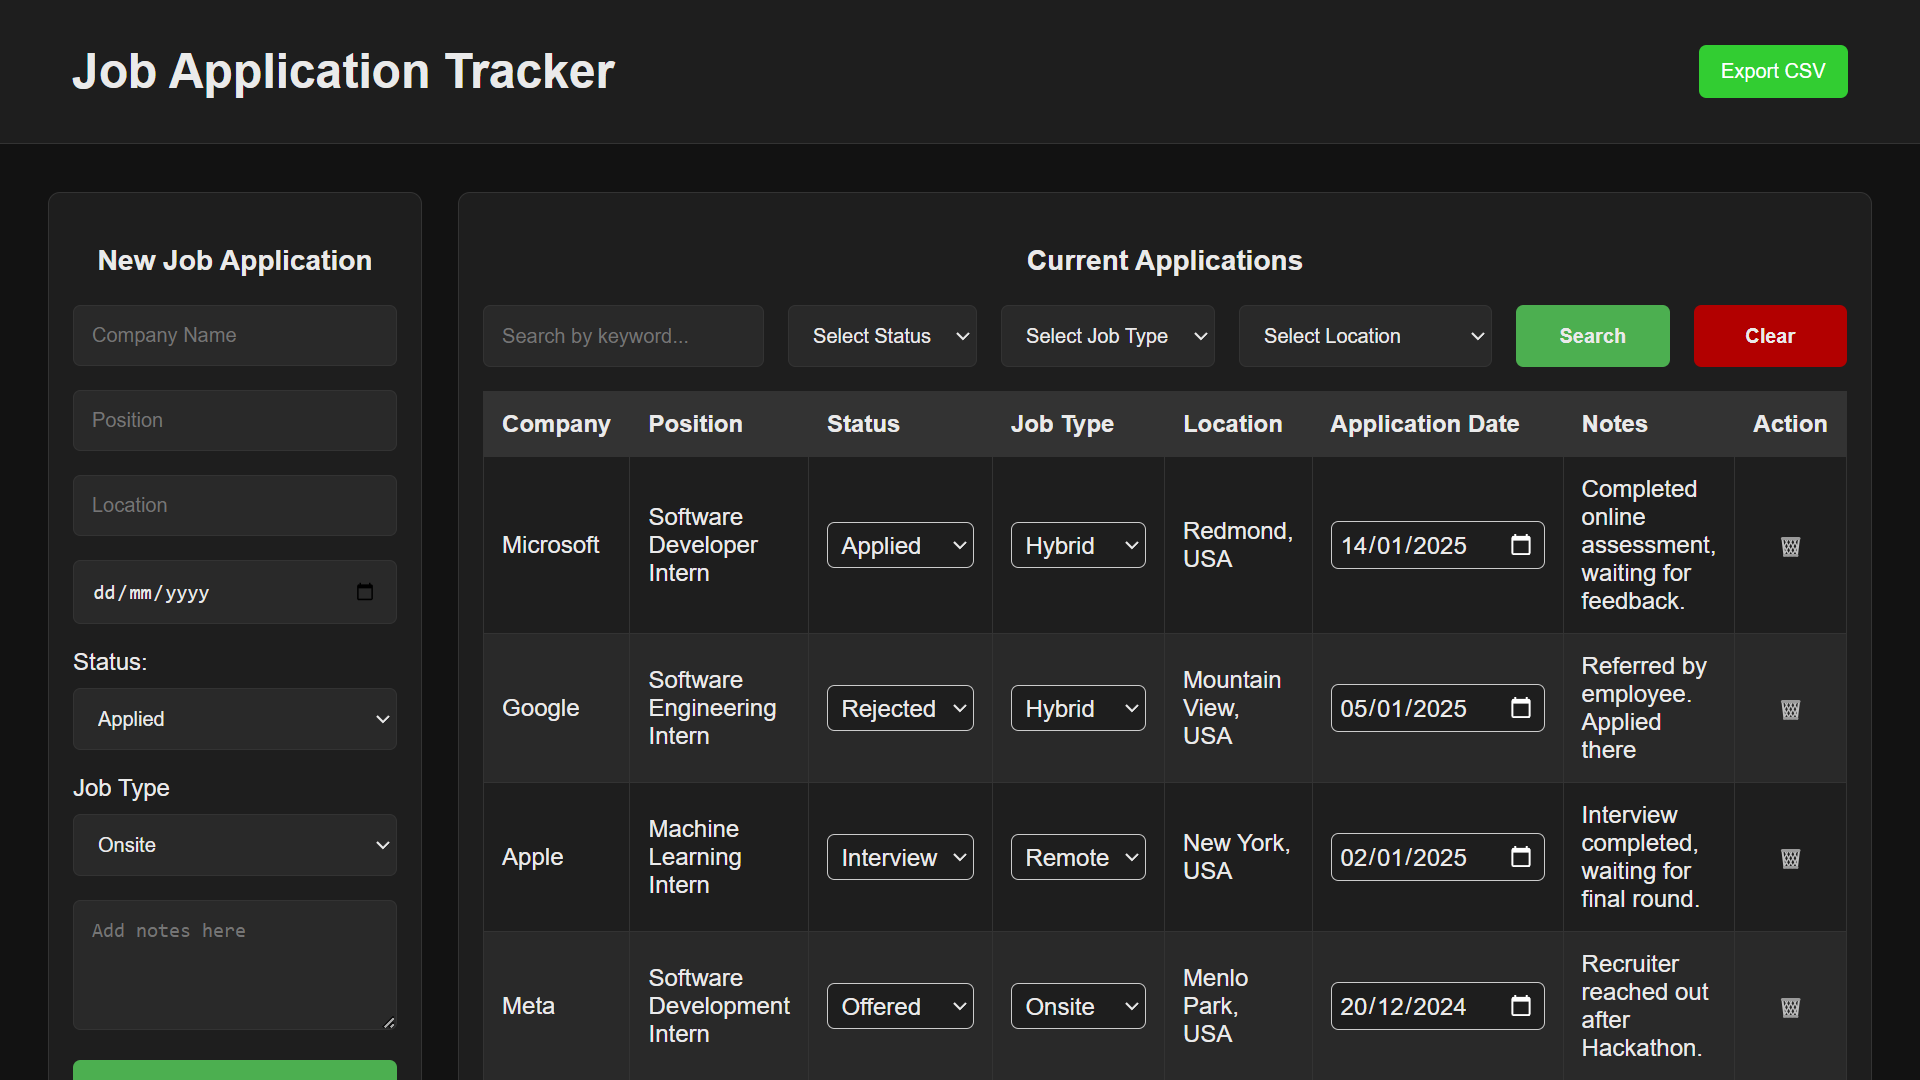 Job Application Tracker
Export CSV
New Job Application
Company Name
Position
Location
dd/mm/yyyy
Status:
Applied
Job Type
Onsite
Add notes here
Current Applications
Search by keyword...
Select Status
Select Job Type
Select Location
Search
Clear
Company Position Status Job Type Location Application Date Notes Action
Microsoft
Software
Developer
Intern
Applied
Hybrid
Redmond,
USA
14/01/2025
Completed
online
assessment,
waiting for
feedback.
Google
Software
Engineering
Intern
Rejected
Hybrid
Mountain
View,
USA
05/01/2025
Referred by
employee.
Applied
there
Apple
Machine
Learning
Intern
Interview
Remote
New York,
USA
02/01/2025
Interview
completed,
waiting for
final round.
Meta
Software
Development
Intern
Offered
Onsite
Menlo
Park,
USA
20/12/2024
Recruiter
reached out
after
Hackathon.